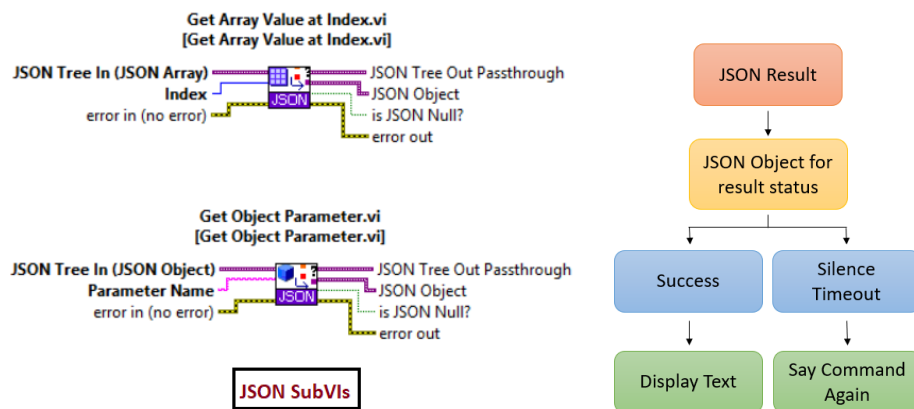 Get Array Value at Index.vi
[Get Array Value at Index.vi]
JSON Tree In (JSON Array)
Index
error in (no error)
JSON
JSON Tree Out Passthrough
JSON Object
is JSON Null?
error out
Get Object Parameter.vi
[Get Object Parameter.vi]
JSON Tree In (JSON Object)
Parameter Name
error in (no error)
JSON
JSON Tree Out Passthrough
JSON Object
is JSON Null?
error out
JSON SubVIs
JSON Result
JSON Object for
result status
Success
Silence
Timeout
Display Text
Say Command
Again